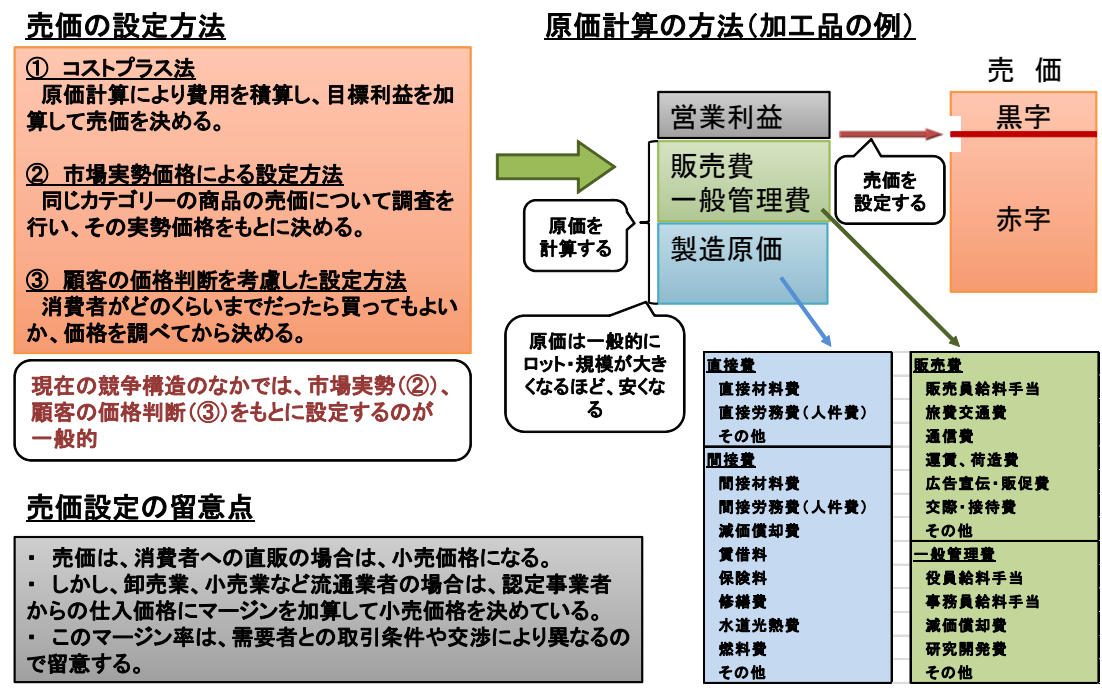 売価の設定方法
① コストプラス法
原価計算により費用を積算し、目標利益を加
算して売価を決める。
② 市場実勢価格による設定方法
同じカテゴリーの商品の売価について調査を
行い、その実勢価格をもとに決める。
③ 顧客の価格判断を考慮した設定方法
消費者がどのくらいまでだったら買ってもよい
か、価格を調べてから決める。
現在の競争構造のなかでは、市場実勢(②)、
顧客の価格判断(③)をもとに設定するのが
一般的
売価設定の留意点
・ 売価は、消費者への直販の場合は、小売価格になる。
・ しかし、卸売業、小売業など流通業者の場合は、認定事業者
からの仕入価格にマージンを加算して小売価格を決めている。
・ このマージン率は、需要者との取引条件や交渉により異なるの
で留意する。
原価計算の方法(加工品の例)
営業利益
販売費
一般管理費
製造原価
原価を
計算する
原価は一般的に
ロット・規模が大き
くなるほど、安くな
る
売価を
設定する
売 価
黒字
赤字
直接費
直接材料費
直接労務費(人件費)
その他
間接費
間接材料費
間接労務費(人件費)
減価償却費
賃借料
保険料
修繕費
水道光熱費
燃料費
その他
販売費
販売員給料手当
旅費交通費
通信費
運賃、荷造費
広告宣伝・販促費
交際・接待費
その他
一般管理費
役員給料手当
事務員給料手当
減価償却費
研究開発費
その他